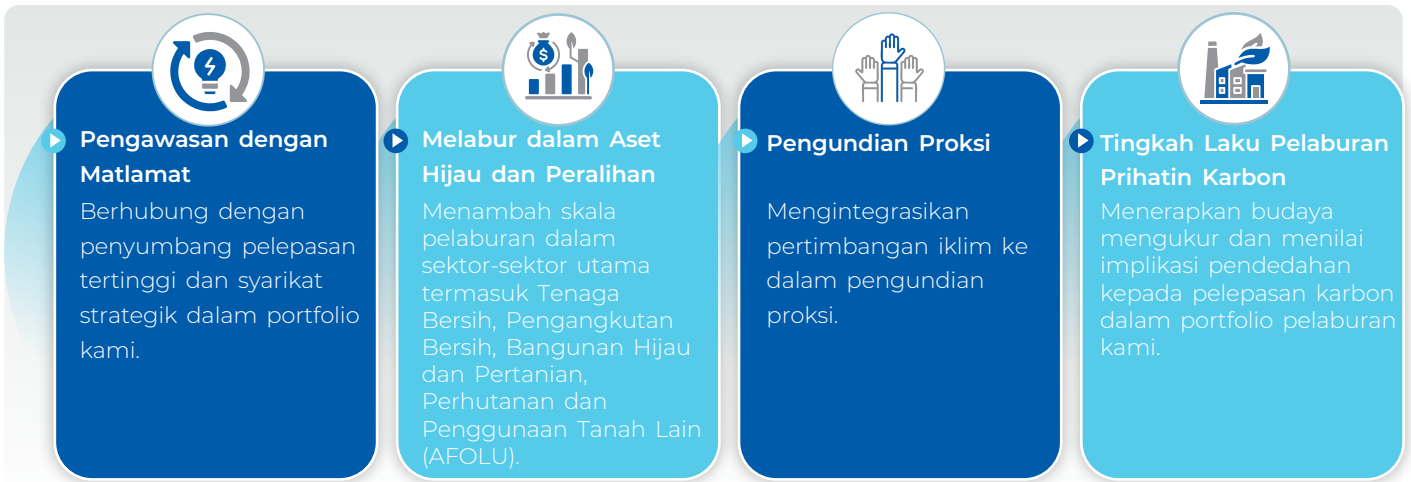 Pengawasan dengan
Matlamat
Berhubung dengan
penyumbang pelepasan
tertinggi dan syarikat
strategik dalam portfolio
kami.
Melabur dalam Aset
Hijau dan Peralihan
Menambah skala
pelaburan dalam
sektor-sektor utama
termasuk Tenaga
Bersih, Pengangkutan
Bersih, Bangunan Hijau
dan Pertanian,
Perhutanan dan
Penggunaan Tanah Lain
(AFOLU).
Pengundian Proksi
Mengintegrasikan
pertimbangan iklim ke
dalam pengundian
proksi.
Tingkah Laku Pelaburan
Prihatin Karbon
Menerapkan budaya
mengukur dan menilai
implikasi pendedahan
kepada pelepasan karbon
dalam portfolio pelaburan
kami.